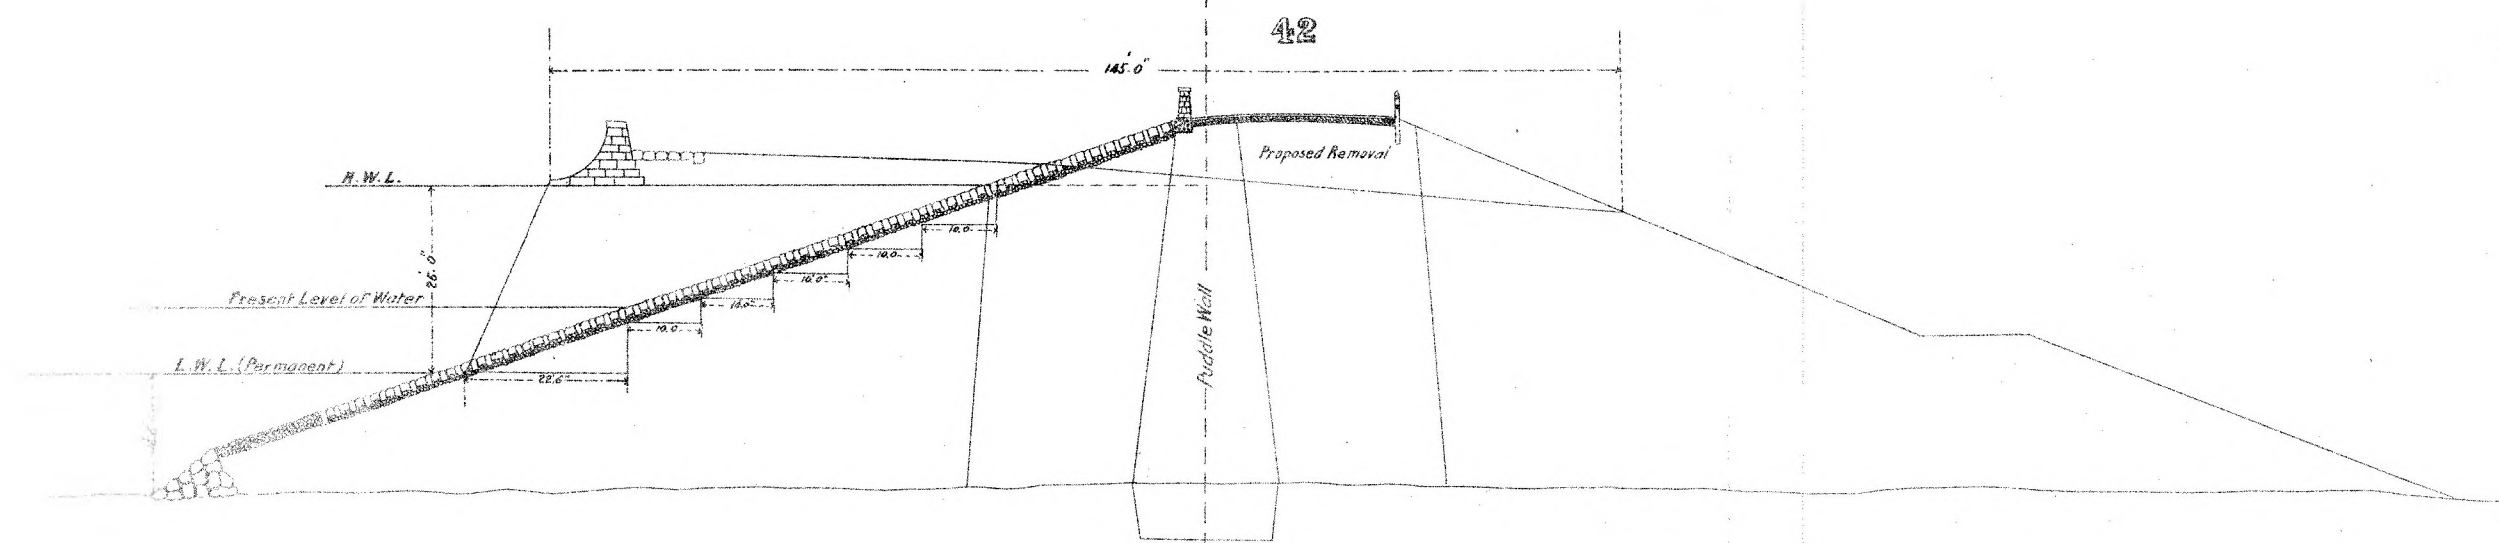 42
145'.0"
H.W.L.
Proposed Removal
10.0
25'.0"
10.0
10'.0"
Present Level of Water
10.0"
10.0
Puddle Wall
L.W.L.(Permanent)
22.6"